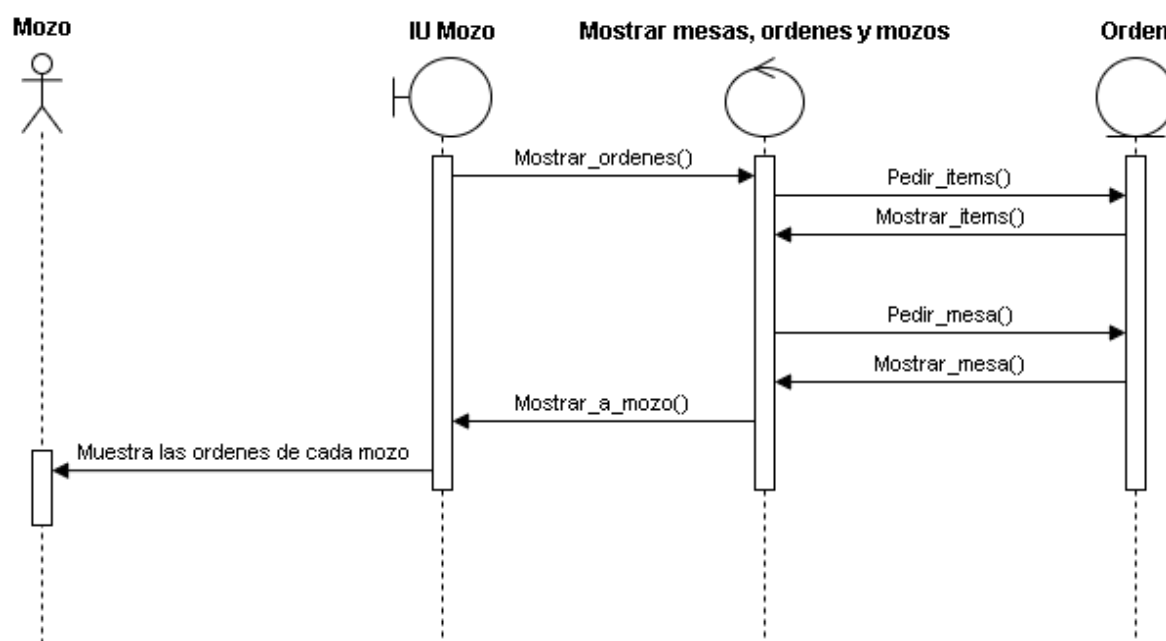 Mozo
IU Mozo
Mostrar mesas, ordenes y mozos
Orden
Mostrar_ordenes()
Pedir_items()
Mostrar_items()
Pedir_mesa()
Mostrar_mesa()
Mostrar_a_mozo()
Muestra las ordenes de cada mozo